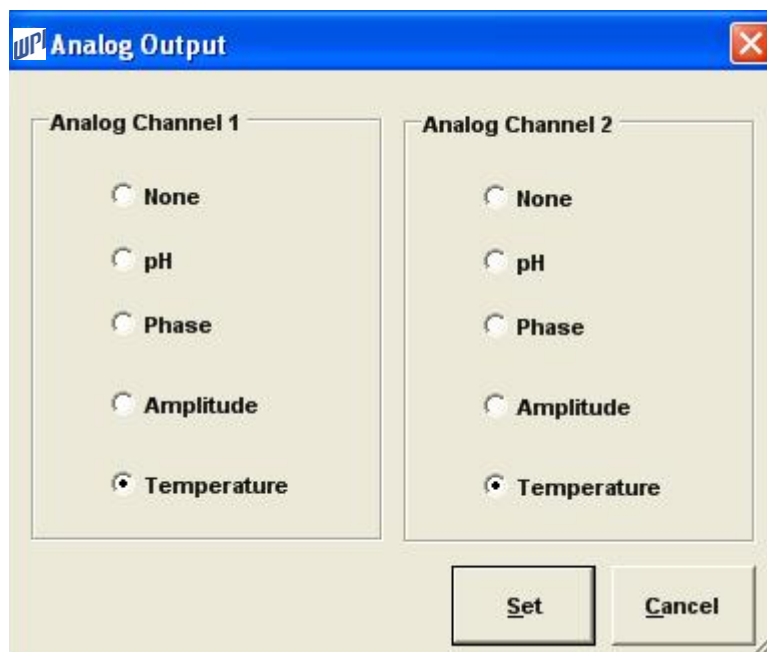 WPI Analog Output
Analog Channel 1
None
pH
Phase
Amplitude
Temperature
Analog Channel 2
None
pH
Phase
Amplitude
Temperature
Set
Cancel